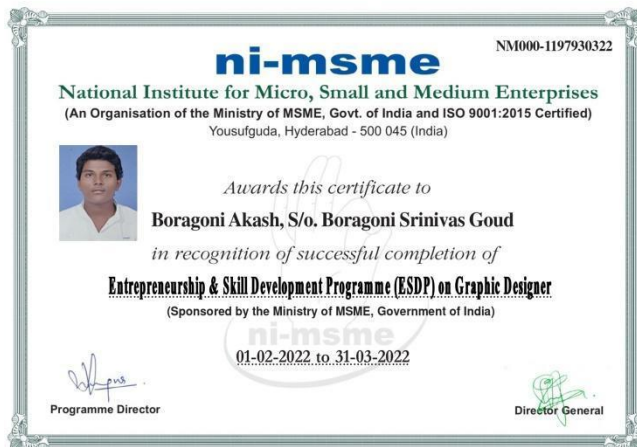 NM000-1197930322
ni-msme
National Institute for Micro, Small and Medium Enterprises
(An Organisation of the Ministry of MSME, Govt. of India and ISO 9001:2015 Certified)
Yousufguda, Hyderabad - 500 045 (India)
Awards this certificate to
Boragoni Akash, S/o. Boragoni Srinivas Goud
in recognition of successful completion of
Entrepreneurship & Skill Development Programme (ESDP) on Graphic Designer
(Sponsored by the Ministry of MSME, Government of India)
ni-msme
01-02-2022 to 31-03-2022
Programme Director
Director General